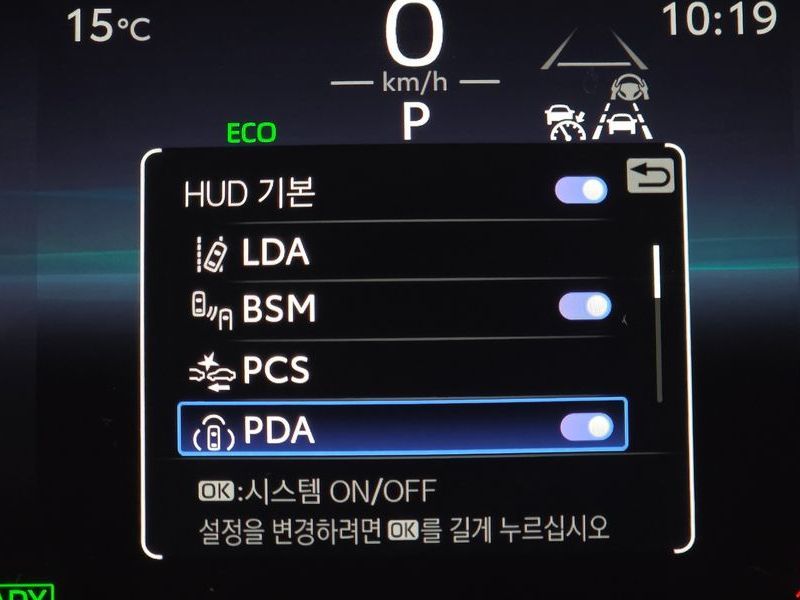 15°C
0
10:19
km/h
P
ECO
HUD 기본
LDA
BSM
PCS
PDA
OK:시스템 ON/OFF
설정을 변경하려면 OK를 길게 누르십시오